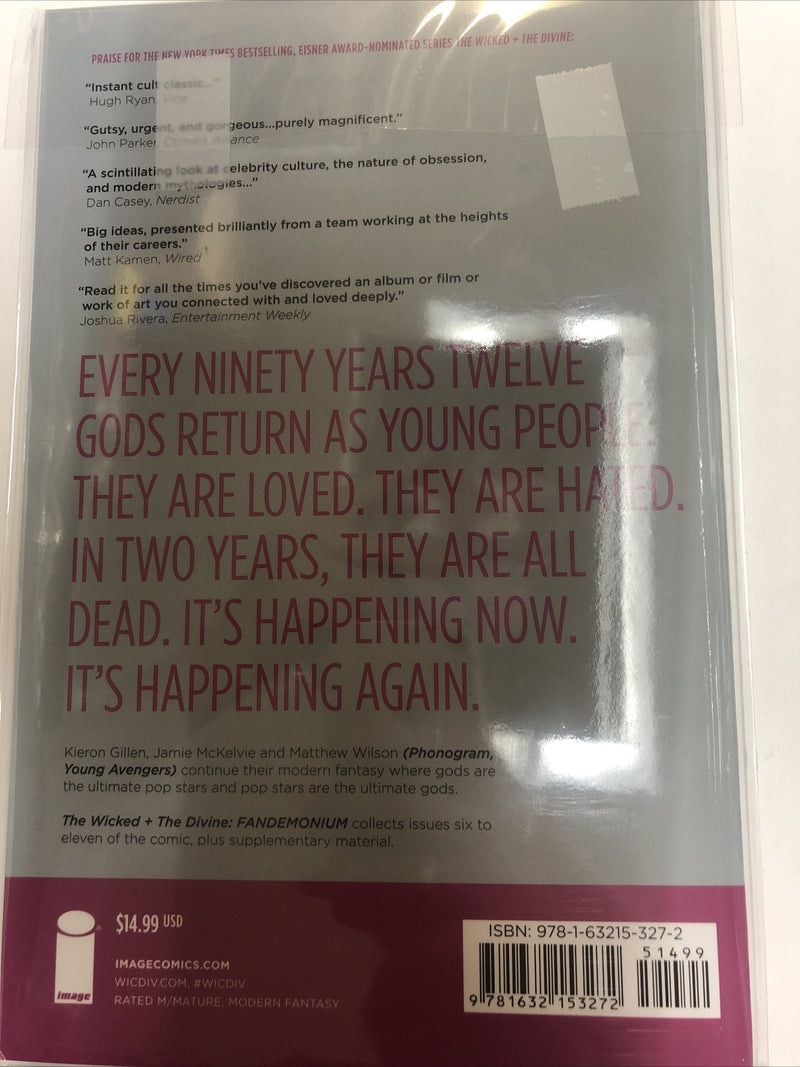 PRAISE FOR THE NEW YORK TIMES BESTSELLING, EISNER AWARD-NOMINATED SERIES THE WICKED + THE DIVINE:
"Instant cult classic..."
Hugh Ryan, Vice
"Gutsy, urgent, and gorgeous...purely magnificent."
John Parker, Comics Alliance
"A scintillating look at celebrity culture, the nature of obsession,
and modern mythologies..."
Dan Casey, Nerdist
"Big ideas, presented brilliantly from a team working at the heights
of their careers."
Matt Kamen, Wired
"Read it for all the times you've discovered an album or film or
work of art you connected with and loved deeply."
Joshua Rivera, Entertainment Weekly
EVERY NINETY YEARS TWELVE
GODS RETURN AS YOUNG PEOPLE.
THEY ARE LOVED. THEY ARE HATED.
IN TWO YEARS, THEY ARE ALL
DEAD. IT'S HAPPENING NOW.
IT'S HAPPENING AGAIN.
Kieron Gillen, Jamie McKelvie and Matthew Wilson (Phonogram,
Young Avengers) continue their modern fantasy where gods are
the ultimate pop stars and pop stars are the ultimate gods.
The Wicked + The Divine: FANDEMONIUM collects issues six to
eleven of the comic, plus supplementary material.
image
$14.99 USD
IMAGECOMICS.COM
WICDIV.COM, #WICDIV
RATED M/MATURE, MODERN FANTASY
ISBN: 978-1-63215-327-2
51499
9 781632 153272